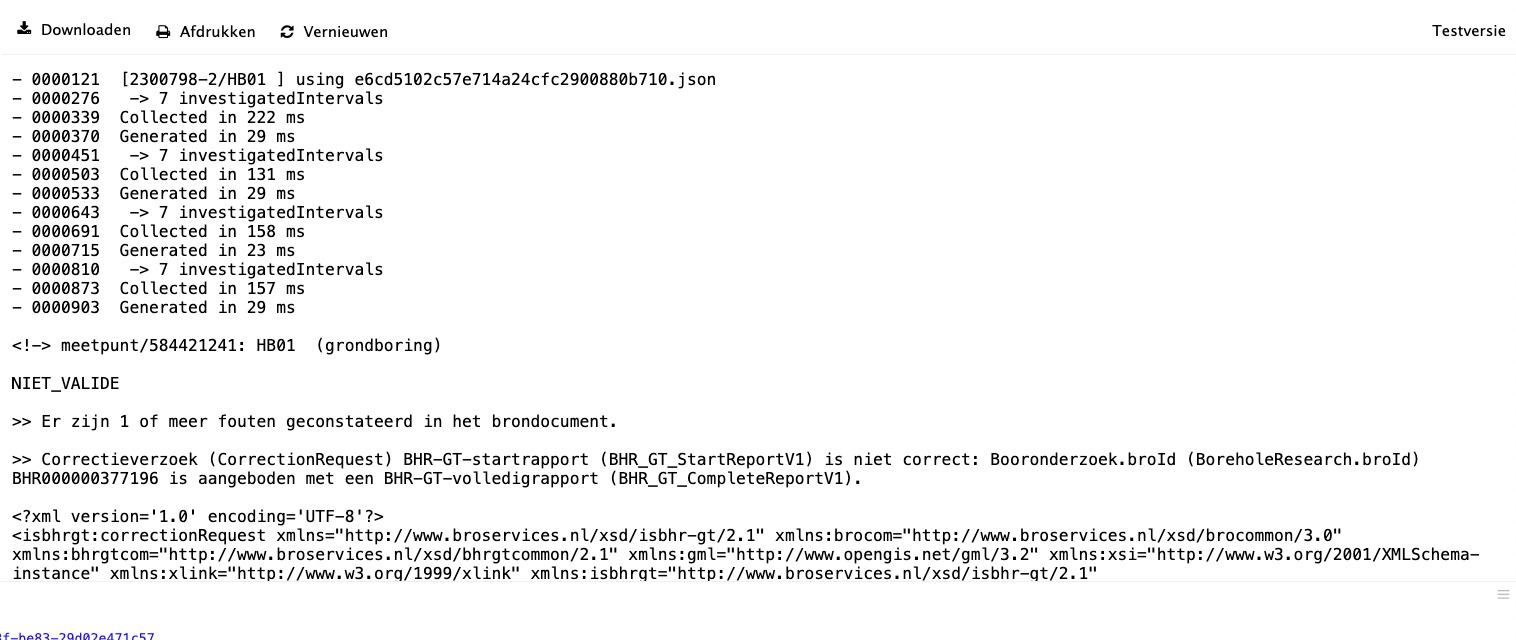 Downloaden Afdrukken Vernieuwen Testversie
- 0000121  [2300798-2/HB01 ] using e6cd5102c57e714a24cfc2900880b710.json
- 0000276   -> 7 investigatedIntervals
- 0000339  Collected in 222 ms
- 0000370  Generated in 29 ms
- 0000451   -> 7 investigatedIntervals
- 0000503  Collected in 131 ms
- 0000533  Generated in 29 ms
- 0000643   -> 7 investigatedIntervals
- 0000691  Collected in 158 ms
- 0000715  Generated in 23 ms
- 0000810   -> 7 investigatedIntervals
- 0000873  Collected in 157 ms
- 0000903  Generated in 29 ms
<!-> meetpunt/584421241: HB01  (grondboring)
NIET_VALIDE
>> Er zijn 1 of meer fouten geconstateerd in het brondocument.
>> Correctieverzoek (CorrectionRequest) BHR-GT-startrapport (BHR_GT_StartReportV1) is niet correct: Booronderzoek.broId (BoreholeResearch.broId)
BHR000000377196 is aangeboden met een BHR-GT-volledigrapport (BHR_GT_CompleteReportV1).
<?xml version='1.0' encoding='UTF-8'?>
<isbhrgt:correctionRequest xmlns="http://www.broservices.nl/xsd/isbhr-gt/2.1" xmlns:brocom="http://www.broservices.nl/xsd/brocommon/3.0"
xmlns:bhrgtcom="http://www.broservices.nl/xsd/bhrgtcommon/2.1" xmlns:gml="http://www.opengis.net/gml/3.2" xmlns:xsi="http://www.w3.org/2001/XMLSchema-
instance" xmlns:xlink="http://www.w3.org/1999/xlink" xmlns:isbhrgt="http://www.broservices.nl/xsd/isbhr-gt/2.1"
f-be83-29d02e471c57